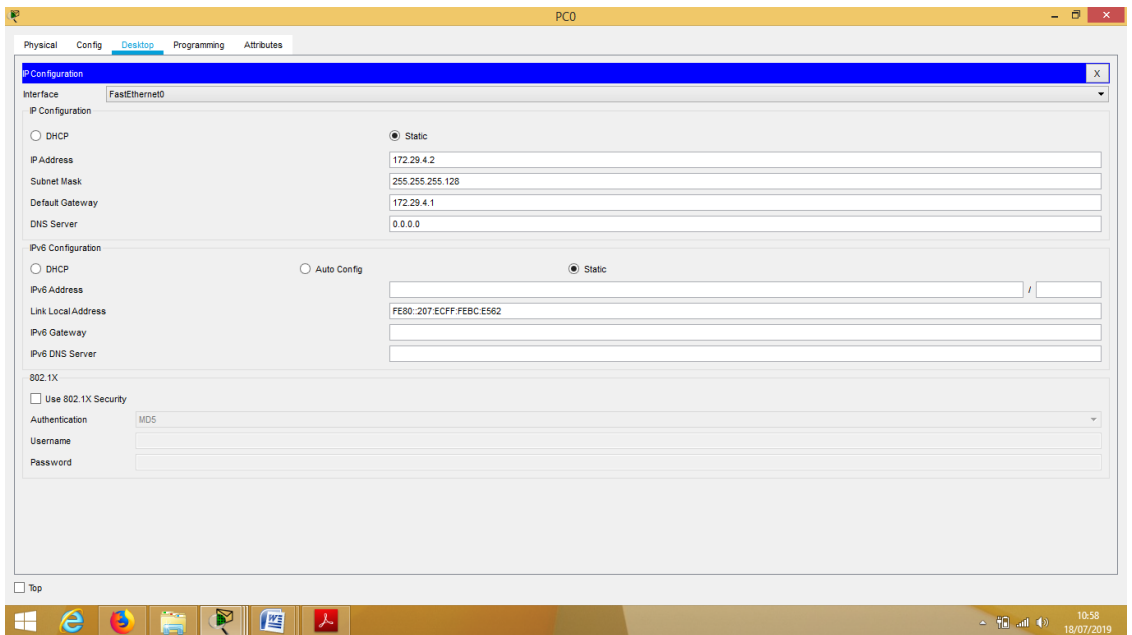 PC0
Physical Config Desktop Programming Attributes
IP Configuration X
Interface FastEthernet0
IP Configuration
DHCP Static
IP Address 172.29.4.2
Subnet Mask 255.255.255.128
Default Gateway 172.29.4.1
DNS Server 0.0.0.0
IPv6 Configuration
DHCP Auto Config Static
IPv6 Address /
Link Local Address FE80::207:ECFF:FEBC:E562
IPv6 Gateway
IPv6 DNS Server
802.1X
Use 802.1X Security
Authentication MD5
Username
Password
Top
10:58
18/07/2019